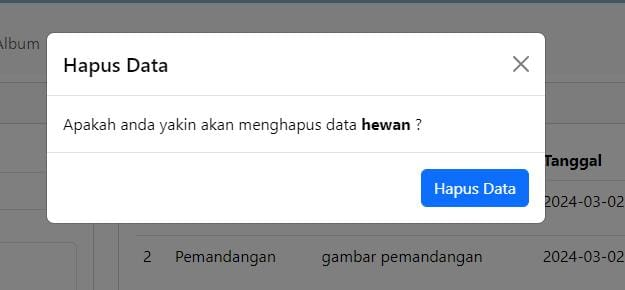 Album
Hapus Data
Apakah anda yakin akan menghapus data hewan ?
Hapus Data
Tanggal
2024-03-02
2 Pemandangan gambar pemandangan 2024-03-02